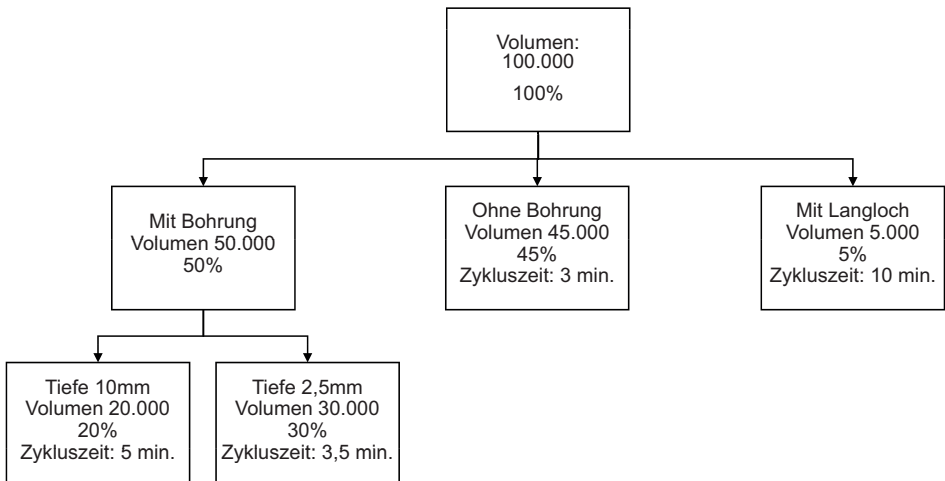 Volumen:
100.000
100%
Mit Bohrung
Volumen 50.000
50%
Ohne Bohrung
Volumen 45.000
45%
Zykluszeit: 3 min.
Mit Langloch
Volumen 5.000
5%
Zykluszeit: 10 min.
Tiefe 10mm
Volumen 20.000
20%
Zykluszeit: 5 min.
Tiefe 2,5mm
Volumen 30.000
30%
Zykluszeit: 3,5 min.